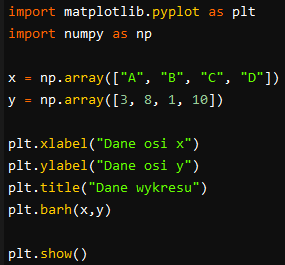 import matplotlib.pyplot as plt
import numpy as np
x = np.array(["A", "B", "C", "D"])
y = np.array([3, 8, 1, 10])
plt.xlabel("Dane osi x")
plt.ylabel("Dane osi y")
plt.title("Dane wykresu")
plt.barh(x,y)
plt.show()